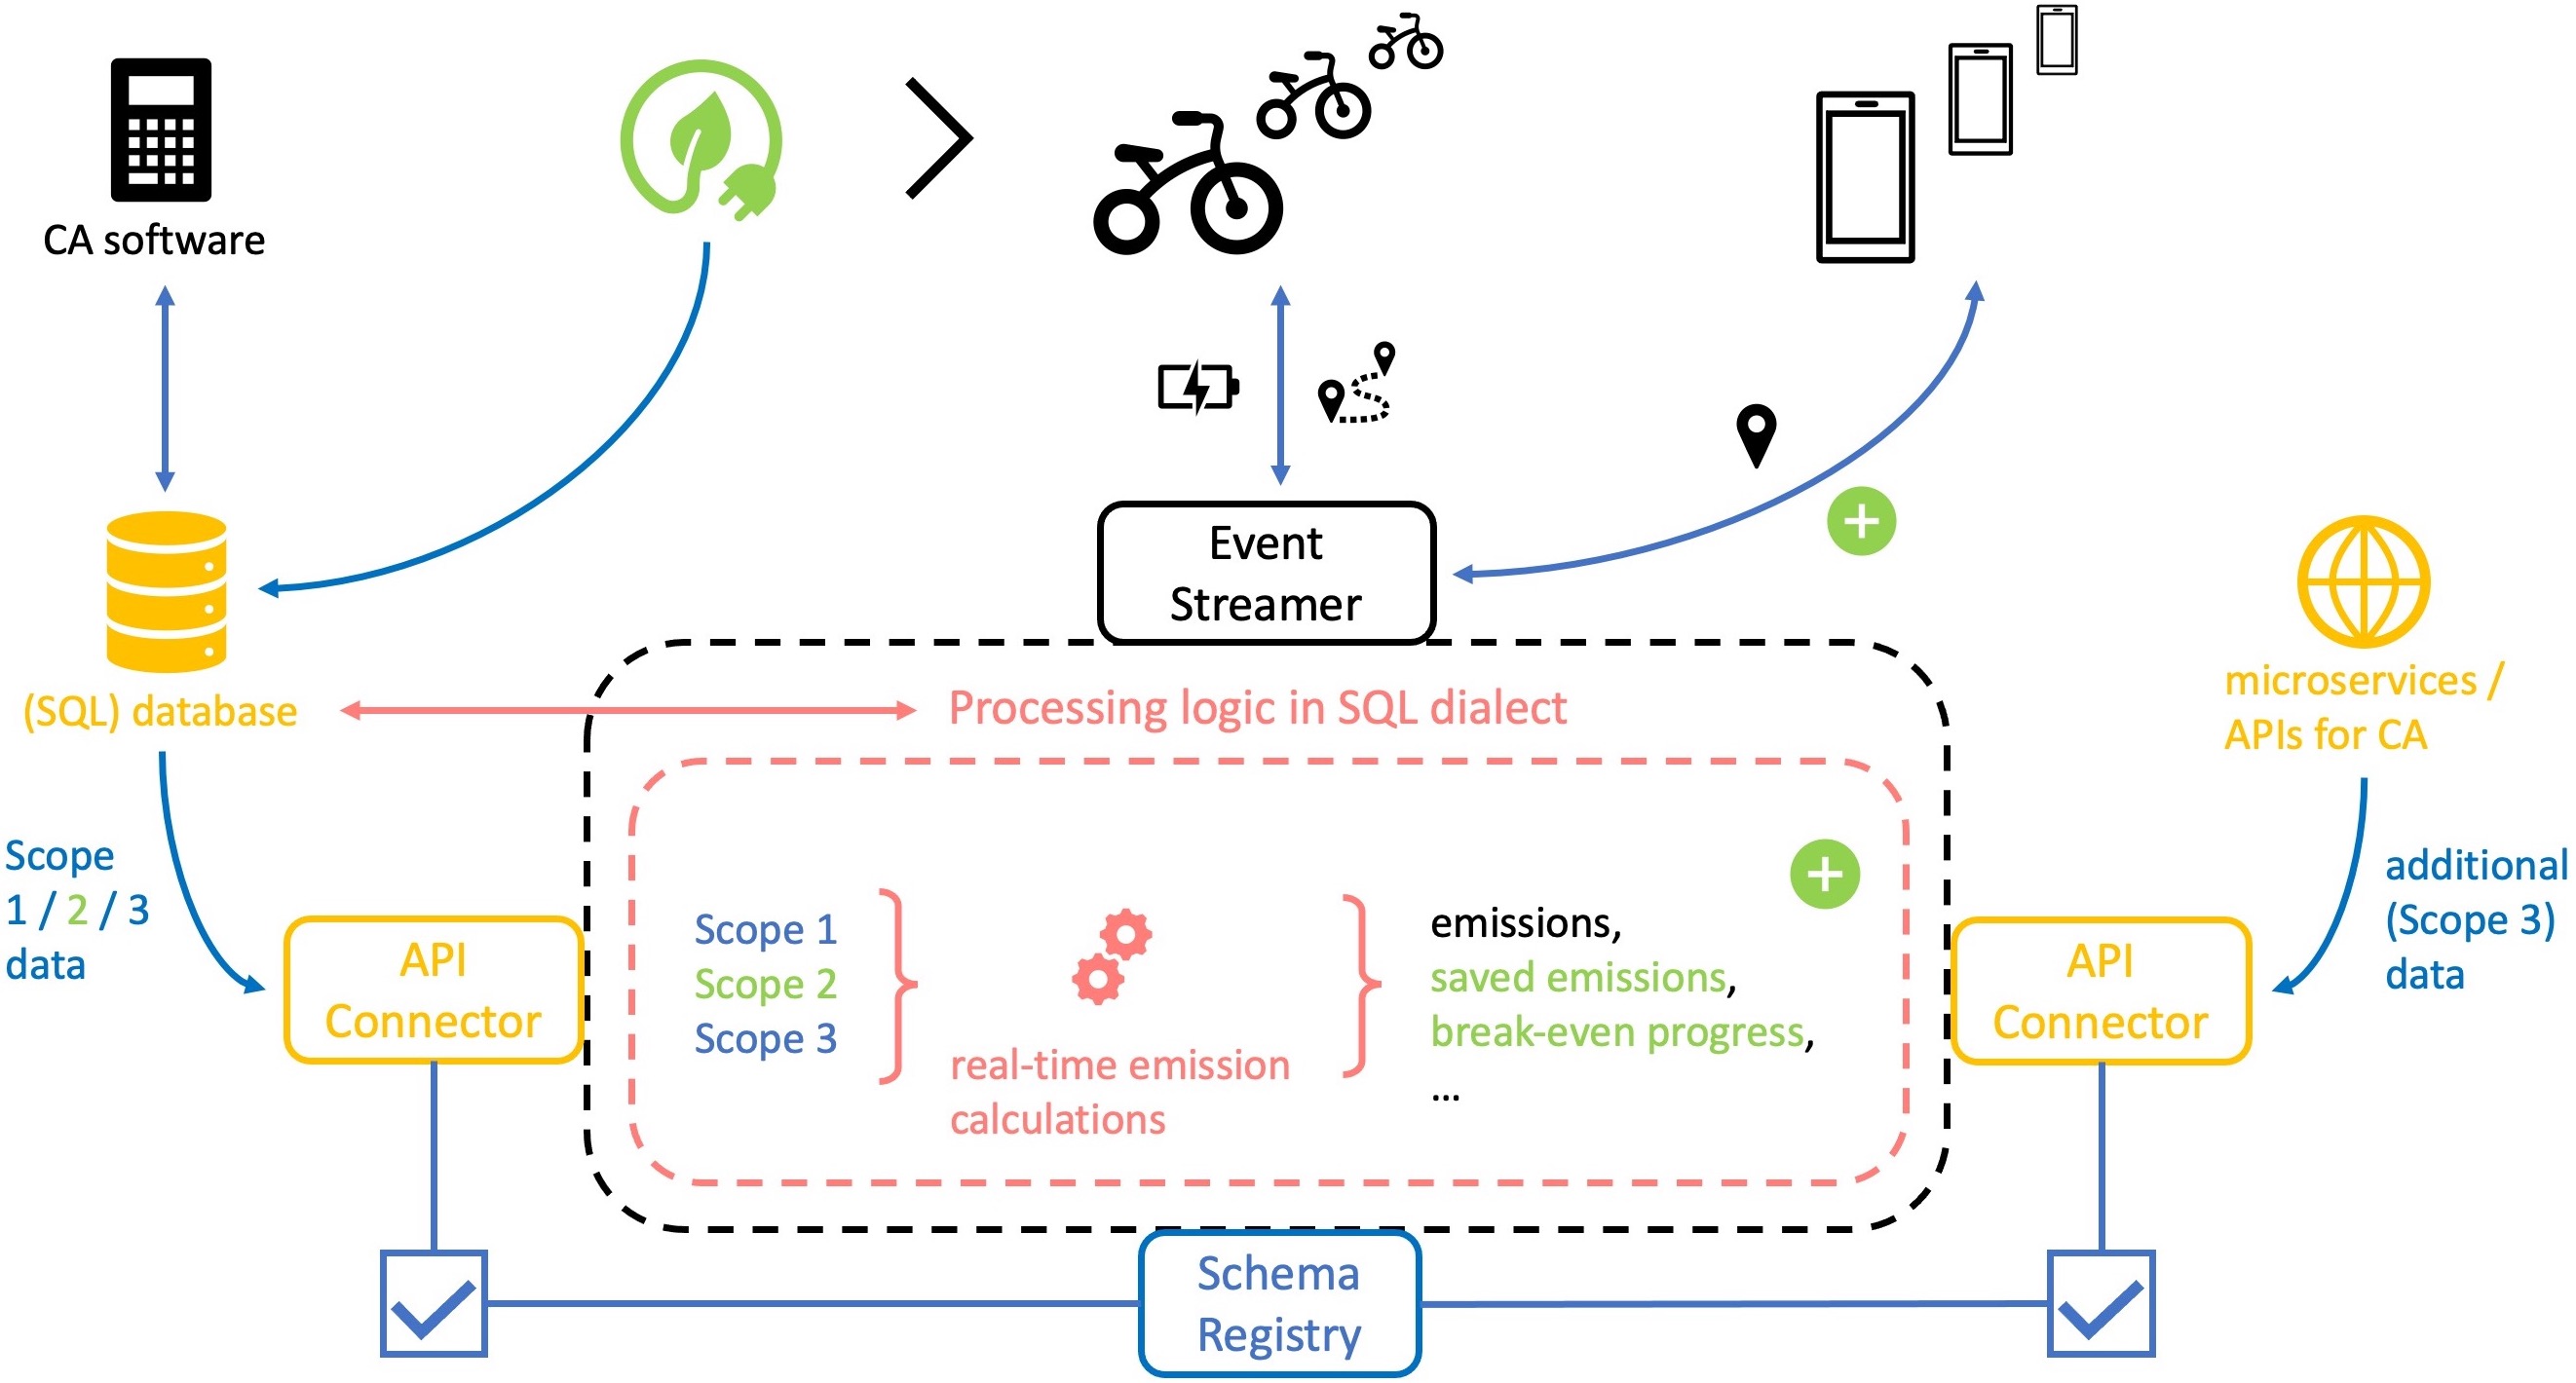 CA software
Event
Streamer
(SQL) database
Processing logic in SQL dialect
microservices /
APIs for CA
Scope
1 / 2 / 3
data
API
Connector
Scope 1
Scope 2
Scope 3
real-time emission
calculations
emissions,
saved emissions,
break-even progress,
...
API
Connector
additional
(Scope 3)
data
Schema
Registry